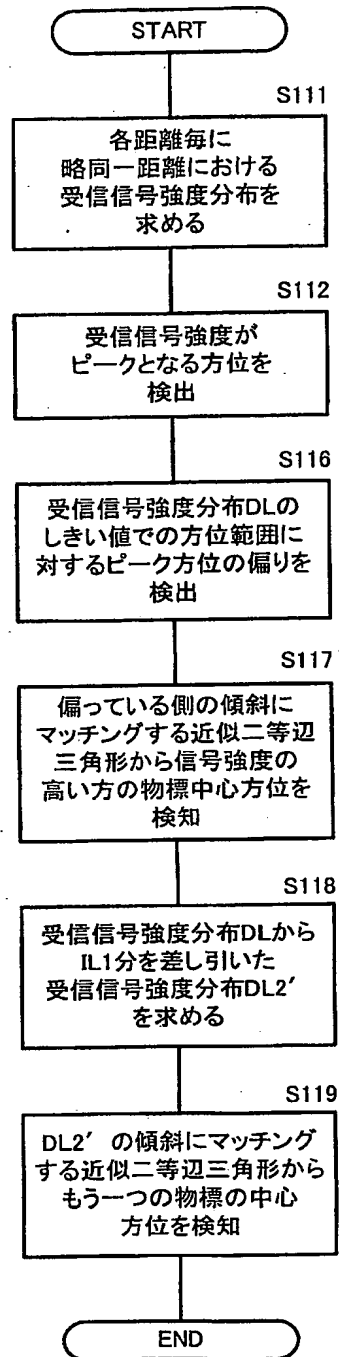 START
S111
各距離毎に
略同一距離における
受信信号強度分布を
求める
S112
受信信号強度が
ピークとなる方位を
検出
S116
受信信号強度分布DLの
しきい値での方位範囲に
対するピーク方位の偏りを
検出
S117
偏っている側の傾斜に
マッチングする近似二等辺
三角形から信号強度の
高い方の物標中心方位を
検知
S118
受信信号強度分布DLから
IL1分を差し引いた
受信信号強度分布DL2′
を求める
S119
DL2′の傾斜にマッチング
する近似二等辺三角形から
もう一つの物標の中心
方位を検知
END